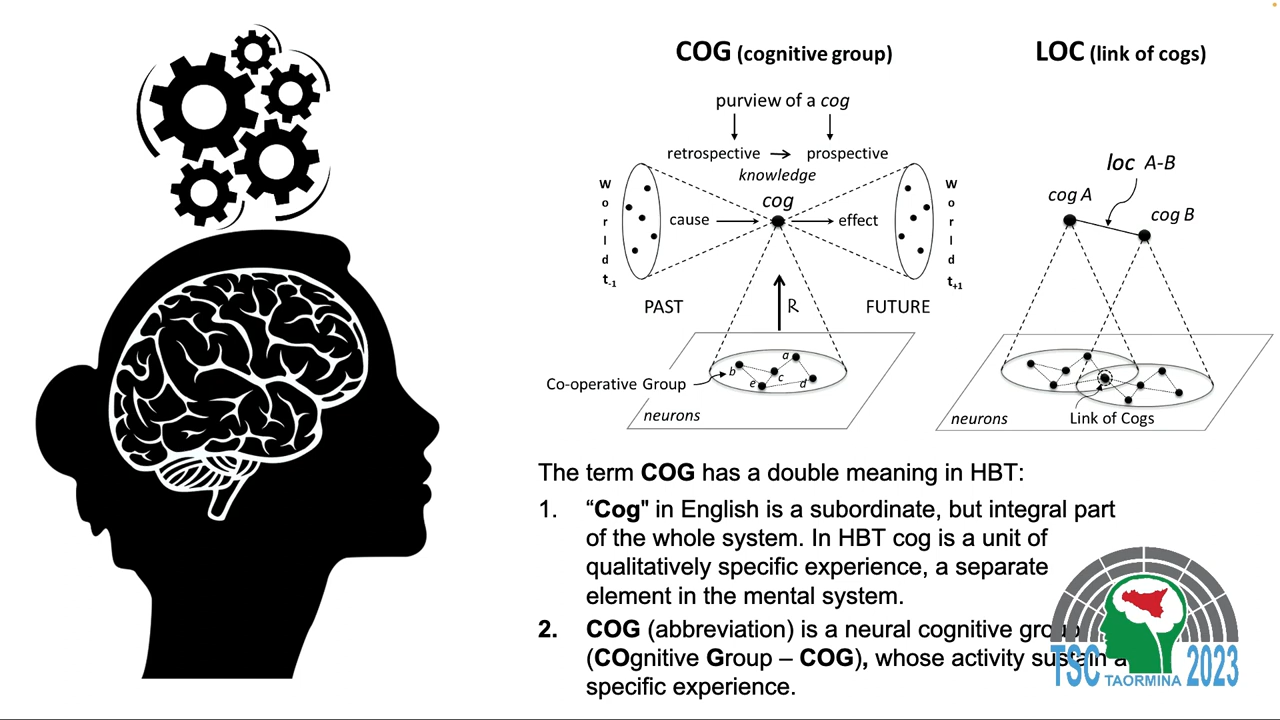 COG (cognitive group)
purview of a cog
retrospective → prospective
knowledge
cog
cause
effect
World t-1
World t+1
PAST
R
FUTURE
a
b
c
d
e
Co-operative Group
neurons
LOC (link of cogs)
loc A-B
cog A
cog B
neurons
Link of Cogs
The term COG has a double meaning in HBT:
1. “Cog" in English is a subordinate, but integral part
of the whole system. In HBT cog is a unit of
qualitatively specific experience, a separate
element in the mental system.
2. COG (abbreviation) is a neural cognitive group
(COgnitive Group – COG), whose activity sustain a
specific experience.
TSC TAORMINA 2023